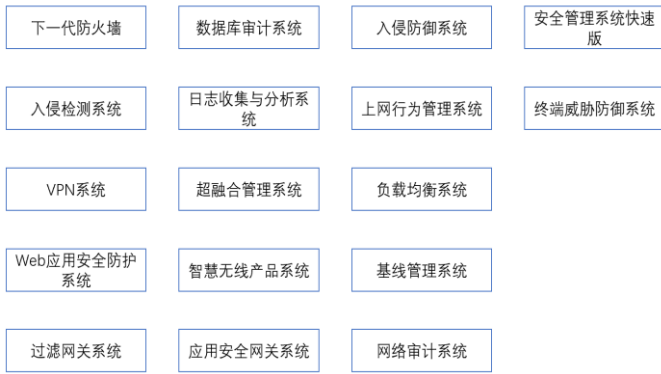 下一代防火墙
数据库审计系统
入侵防御系统
安全管理系统快速
版
入侵检测系统
日志收集与分析系
统
上网行为管理系统
终端威胁防御系统
VPN系统
超融合管理系统
负载均衡系统
Web应用安全防护
系统
智慧无线产品系统
基线管理系统
过滤网关系统
应用安全网关系统
网络审计系统